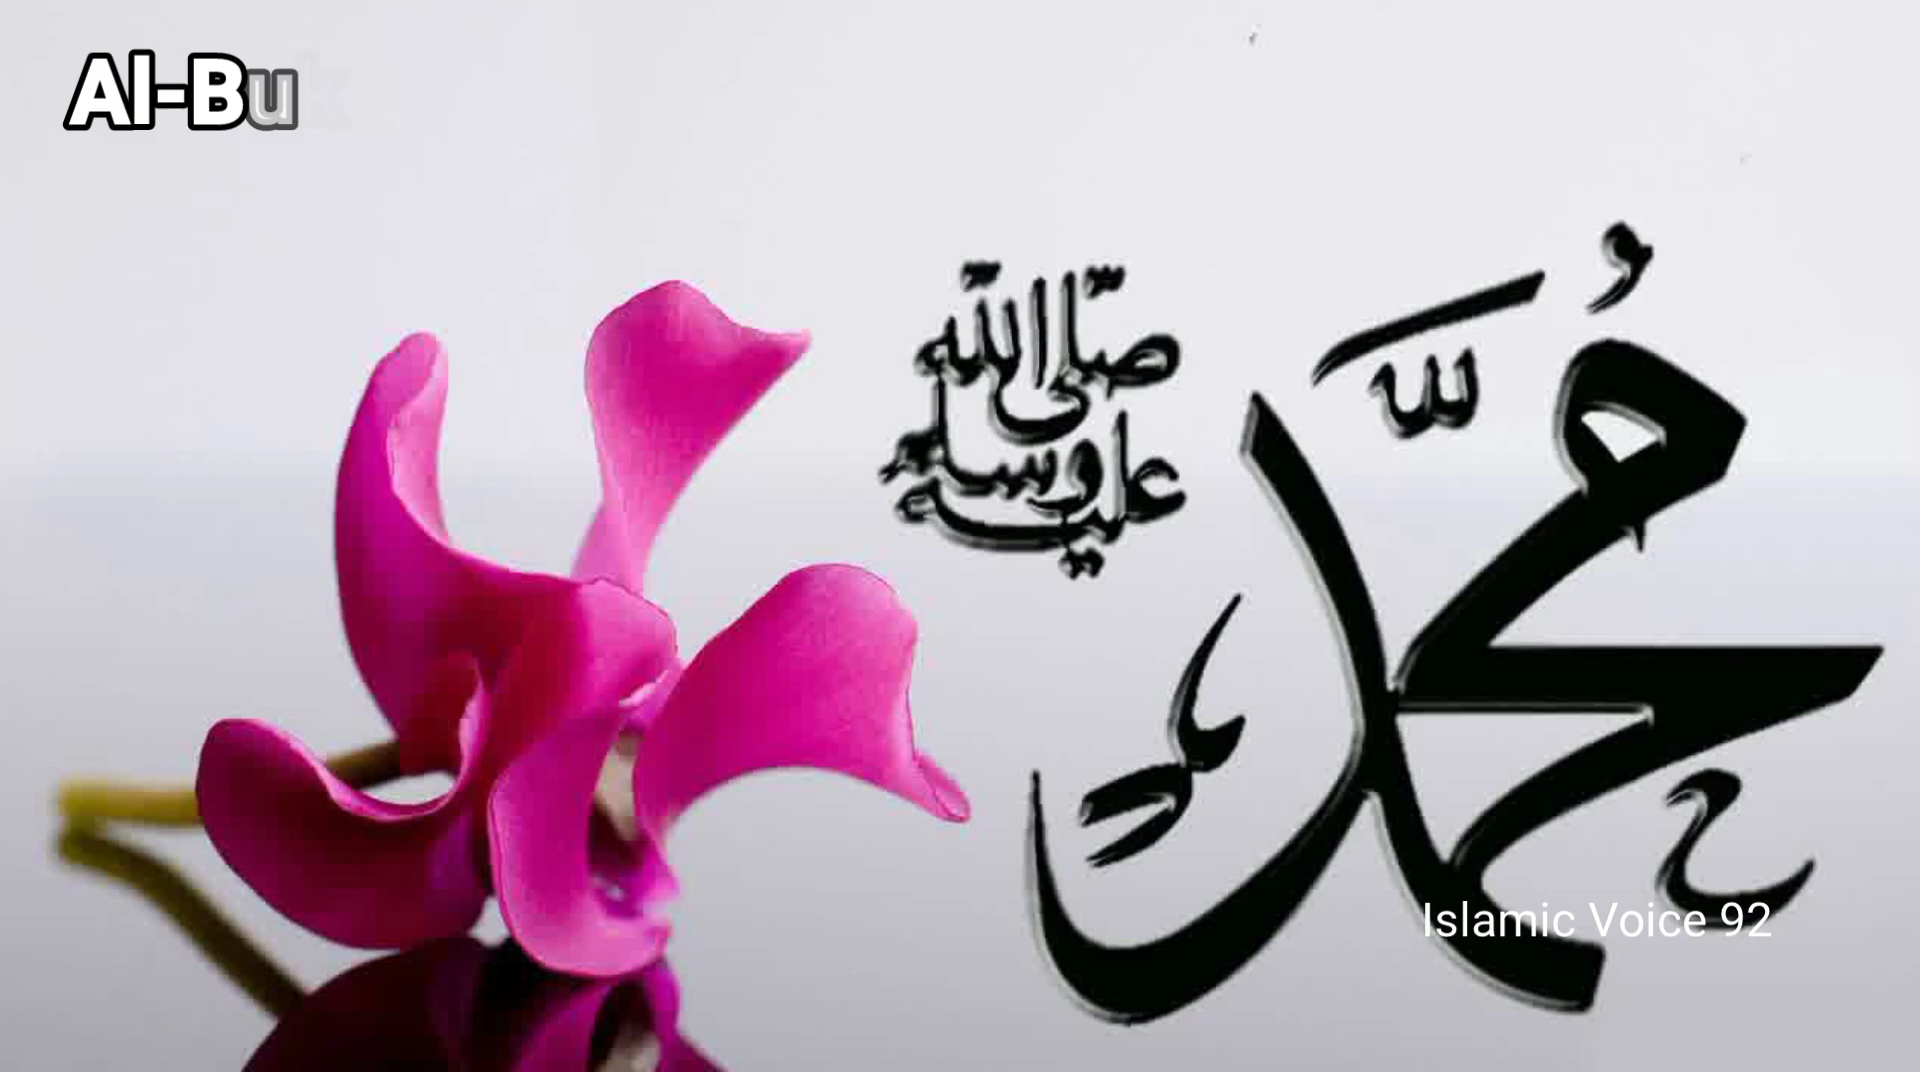 Al-Bu
صلى الله
عليه وسلم
مُحَمَّد
Islamic Voice 92